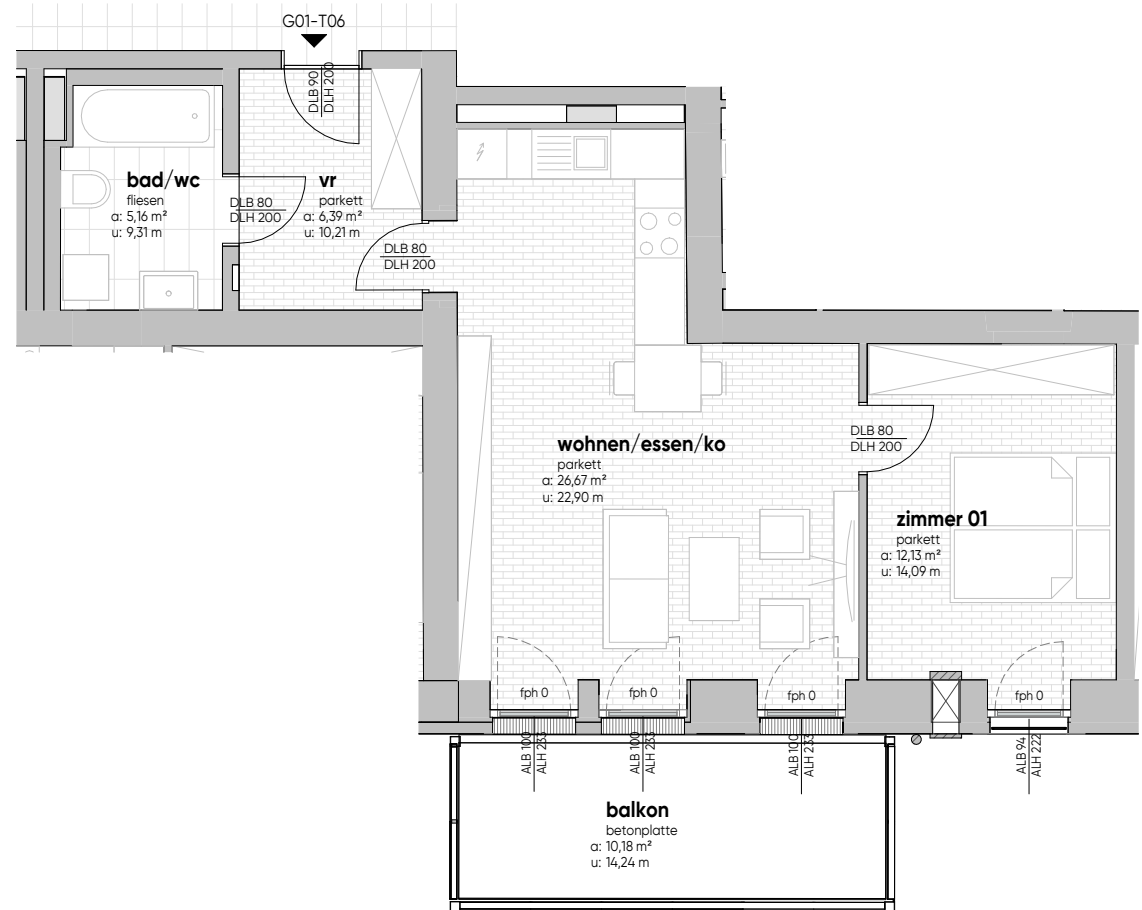 G01-T06
DLB 90
DLH 200
bad/wc
fliesen
a: 5,16 m²
u: 9,31 m
DLB 80
DLH 200
vr
parkett
a: 6,39 m²
u: 10,21 m
DLB 80
DLH 200
wohnen/essen/ko
parkett
a: 26,67 m²
u: 22,90 m
DLB 80
DLH 200
zimmer 01
parkett
a: 12,13 m²
u: 14,09 m
fph 0
fph 0
fph 0
fph 0
ALB 100
ALH 233
ALB 100
ALH 233
ALB 100
ALH 233
ALB 94
ALH 222
balkon
betonplatte
a: 10,18 m²
u: 14,24 m